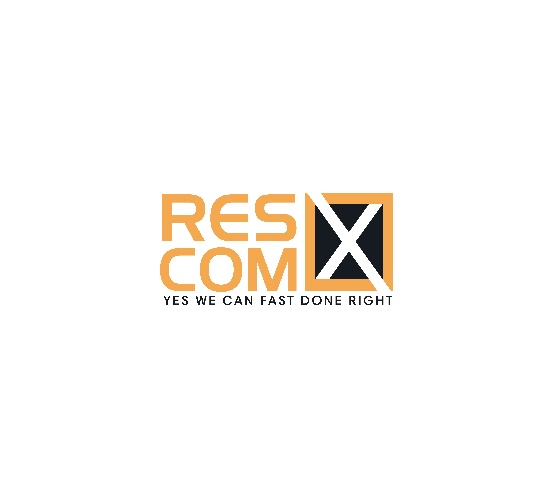 RES
COM X
YES WE CAN FAST DONE RIGHT